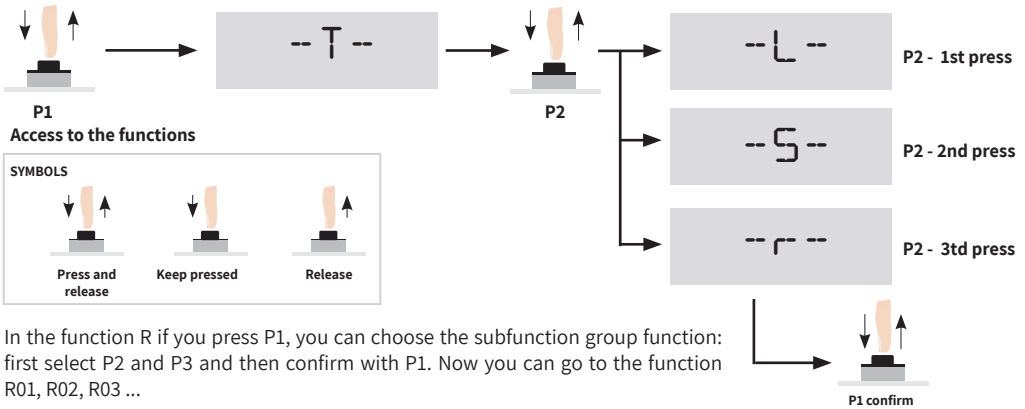 -- T --
-- L --
P2 - 1st press
P1
P2
Access to the functions
-- S --
P2 - 2nd press
SYMBOLS
Press and
release
Keep pressed
Release
-- r --
P2 - 3td press
In the function R if you press P1, you can choose the subfunction group function:
first select P2 and P3 and then confirm with P1. Now you can go to the function
R01, R02, R03 ...
P1 confirm